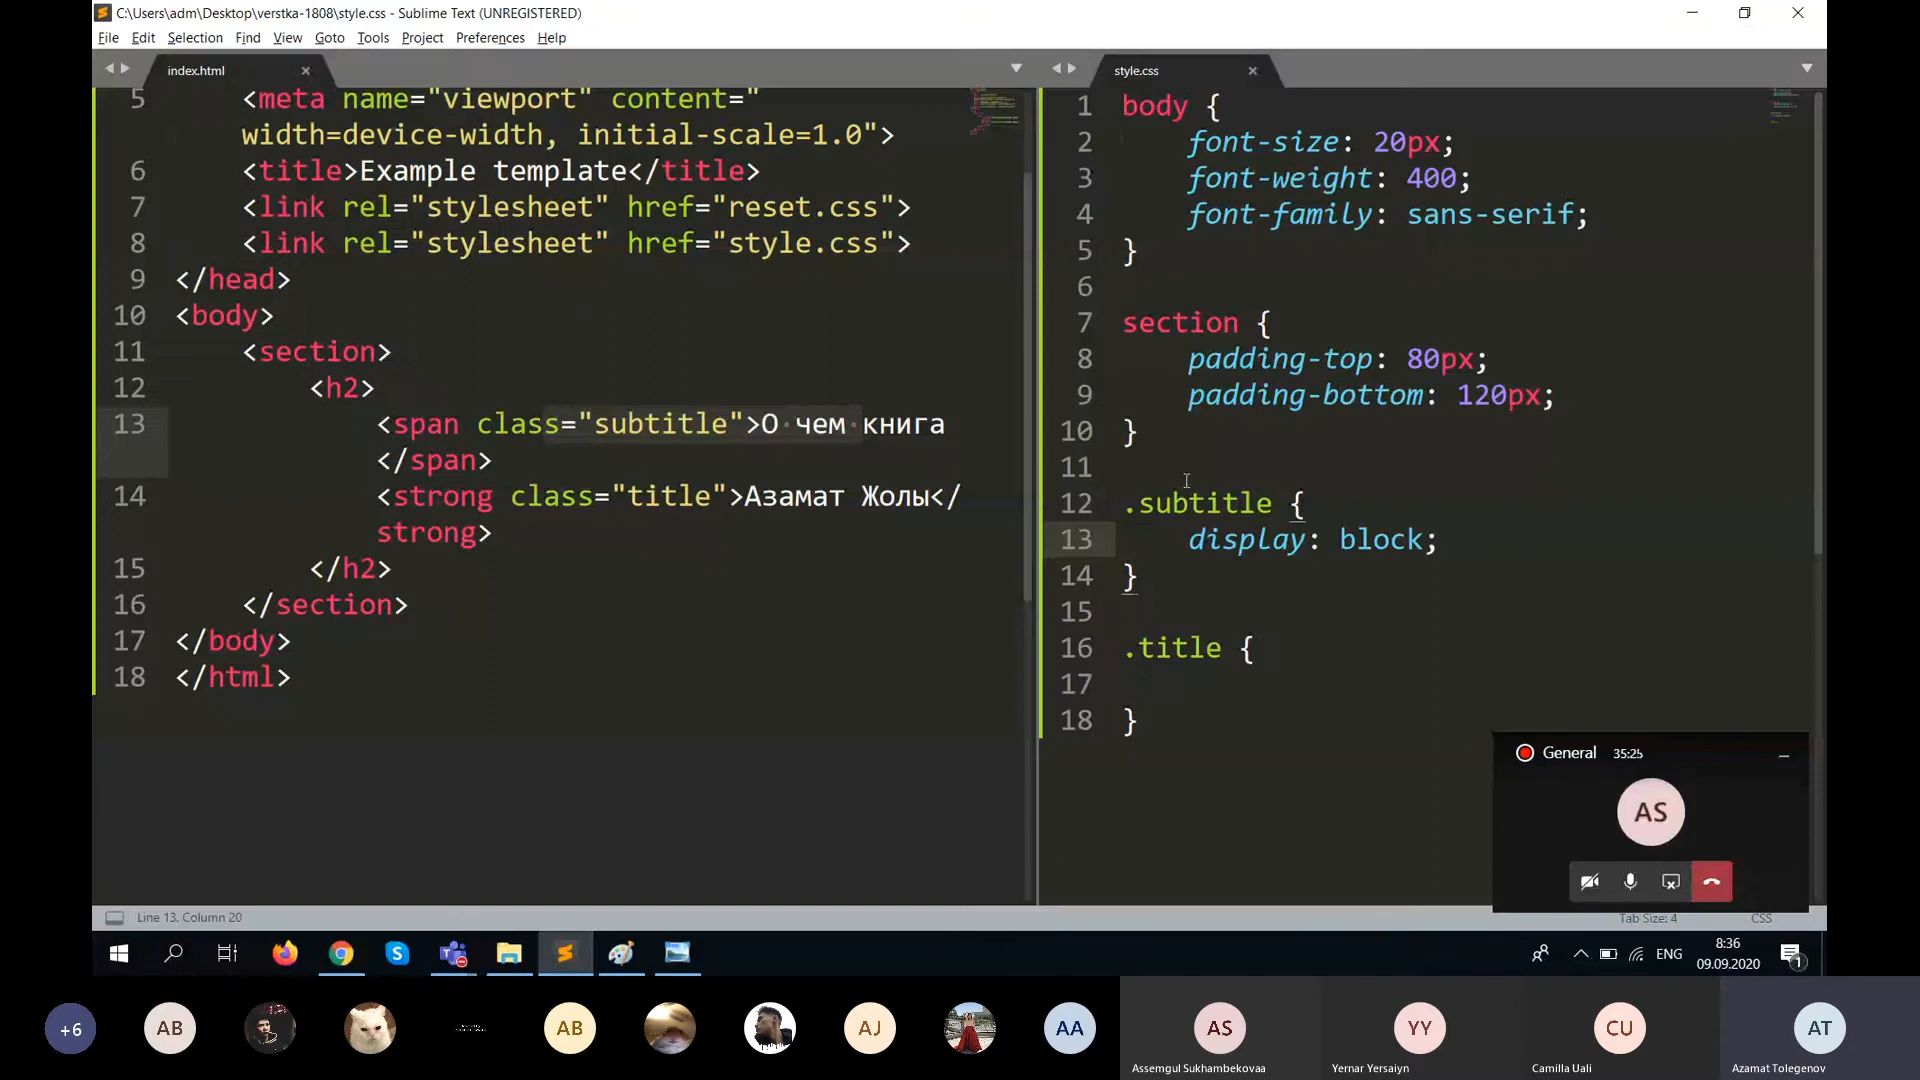 C:\Users\adm\Desktop\verstka-1808\style.css - Sublime Text (UNREGISTERED)
File Edit Selection Find View Goto Tools Project Preferences Help
index.html
5 <meta name="viewport" content="
width=device-width, initial-scale=1.0">
6 <title>Example template</title>
7 <link rel="stylesheet" href="reset.css">
8 <link rel="stylesheet" href="style.css">
9 </head>
10 <body>
11 <section>
12 <h2>
13 <span class="subtitle">О чем книга
</span>
14 <strong class="title">Азамат Жолы</
strong>
15 </h2>
16 </section>
17 </body>
18 </html>
style.css
1 body {
2 font-size: 20px;
3 font-weight: 400;
4 font-family: sans-serif;
5 }
6
7 section {
8 padding-top: 80px;
9 padding-bottom: 120px;
10 }
11
12 .subtitle {
13 display: block;
14 }
15
16 .title {
17
18 }
General 35:25
AS
Line 13, Column 20
Tab Size: 4 CSS
ENG
8:36
09.09.2020
1
+6 AB AB AJ AA AS YY CU AT
Assemgul Sukhambekovaa Yernar Yersaiyn Camilla Uali Azamat Tolegenov